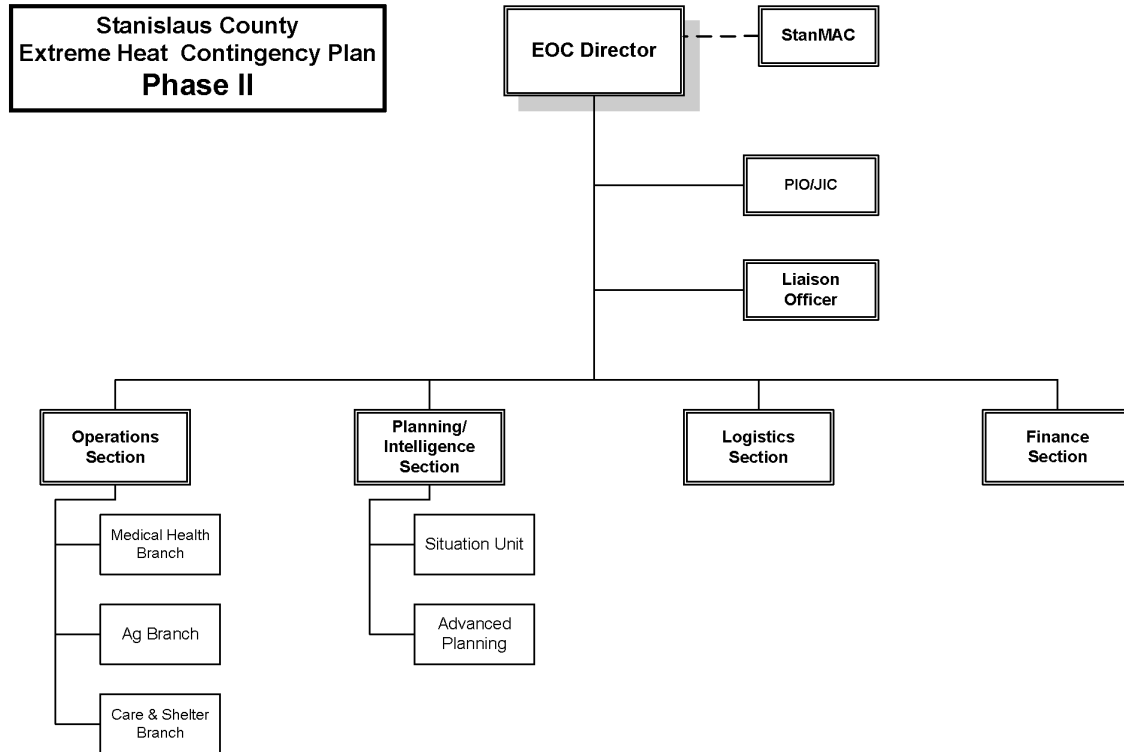 Stanislaus County
Extreme Heat Contingency Plan
Phase II
EOC Director
StanMAC
PIO/JIC
Liaison
Officer
Operations
Section
Planning/
Intelligence
Section
Logistics
Section
Finance
Section
Medical Health
Branch
Situation Unit
Ag Branch
Advanced
Planning
Care & Shelter
Branch